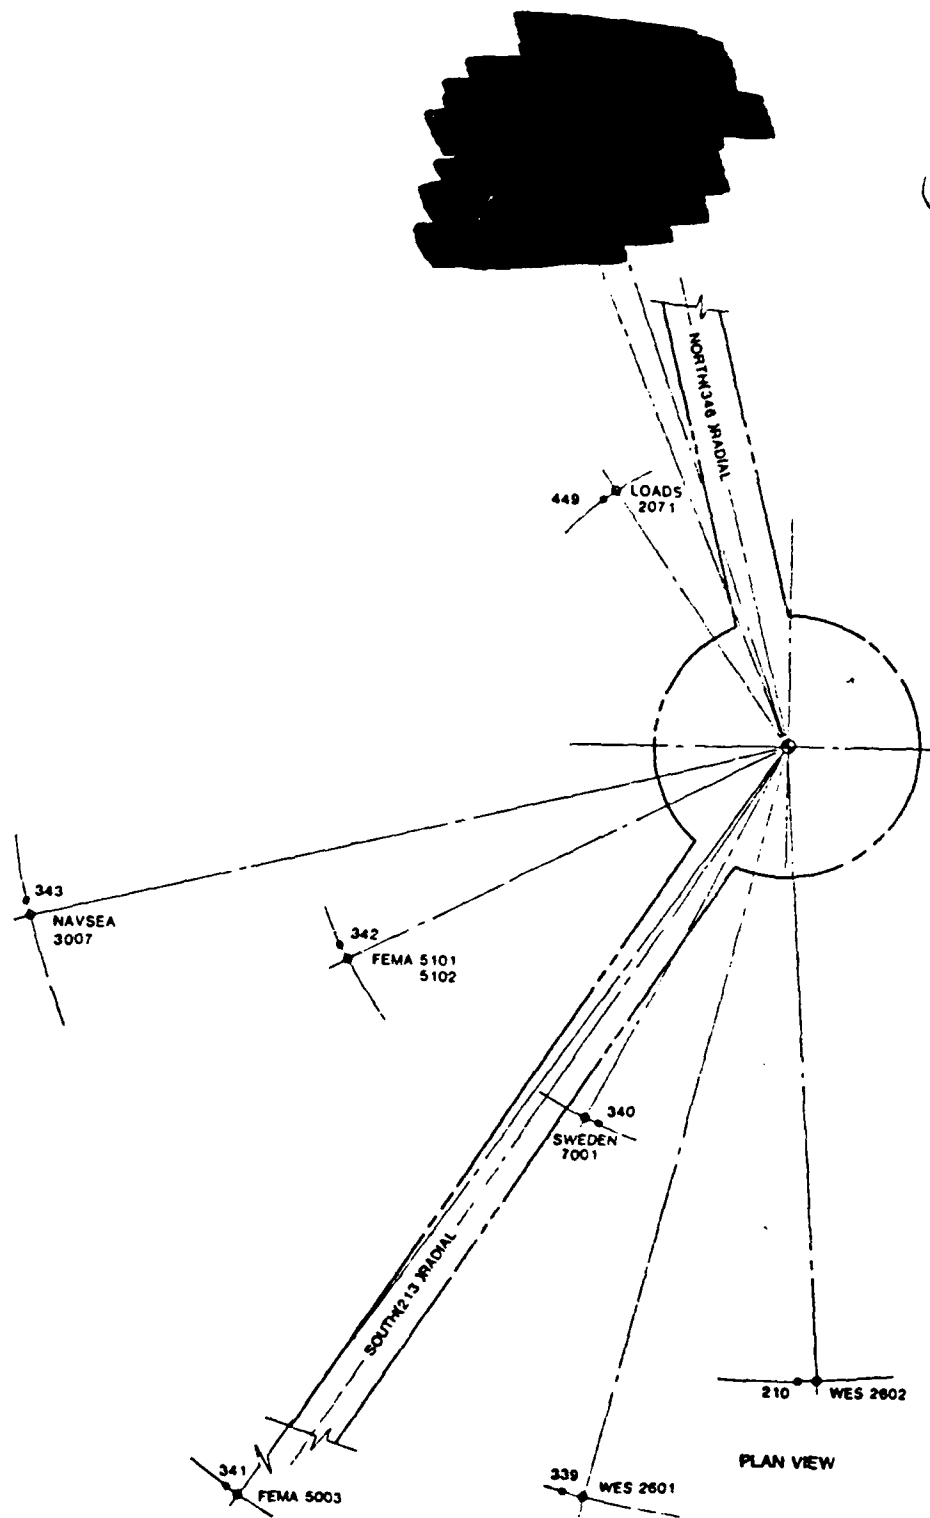 NORTH(346 )RADIAL
449
LOADS
2071
343
NAVSEA
3007
342
FEMA 5101
5102
340
SWEDEN
7001
SOUTH(213 )RADIAL
210
WES 2602
PLAN VIEW
341
FEMA 5003
339
WES 2601